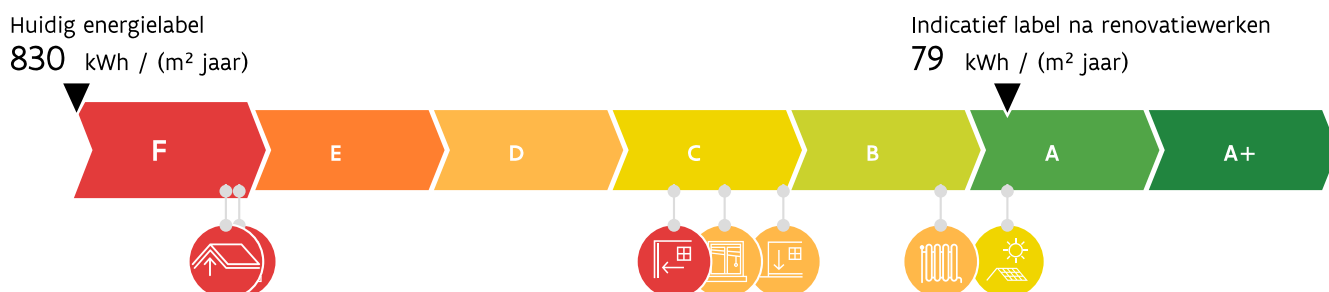 Huidig energielabel
830 kWh / (m² jaar)
Indicatief label na renovatiewerken
79 kWh / (m² jaar)
F
E
D
C
B
A
A+